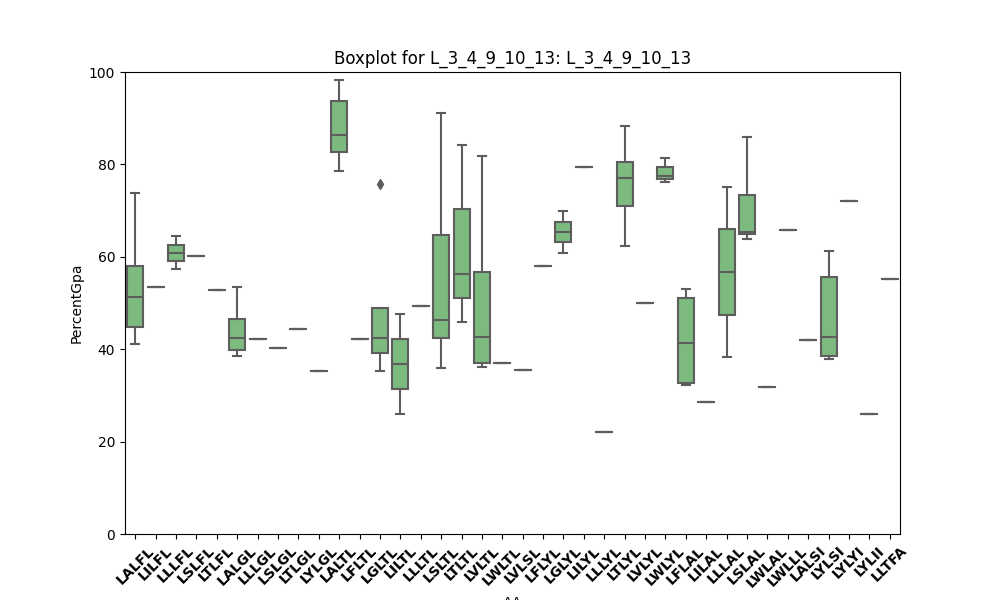 Boxplot for L_3_4_9_10_13: L_3_4_9_10_13
PercentGpa
100
80
60
40
20
0
LALFL
LILFL
LLLFL
LSLFL
LTLFL
LALGL
LLLGL
LSLGL
LTLGL
LYLGL
LALTL
LFLTL
LGLTL
LILTL
LLLTL
LSLTL
LTLTL
LVLTL
LWLTL
LVLSL
LFLYL
LGLYL
LILYL
LLLYL
LTLYL
LVLYL
LWLYL
LFLAL
LILAL
LLLAL
LSLAL
LWLAL
LWLLL
LALSI
LYLSI
LYLYI
LYLII
LLTFA
AA